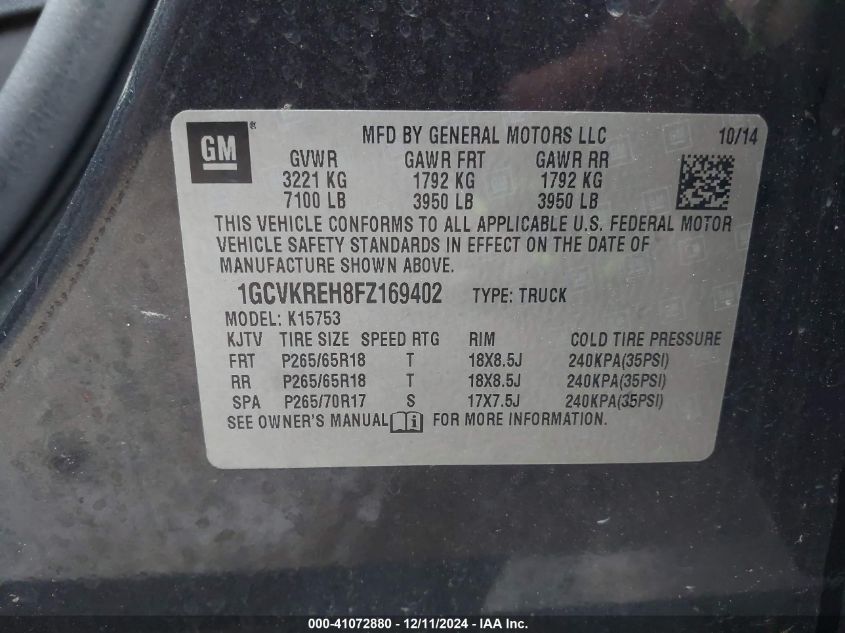 GM®
MFD BY GENERAL MOTORS LLC 10/14
GVWR GAWR FRT GAWR RR
3221 KG 1792 KG 1792 KG
7100 LB 3950 LB 3950 LB
THIS VEHICLE CONFORMS TO ALL APPLICABLE U.S. FEDERAL MOTOR
VEHICLE SAFETY STANDARDS IN EFFECT ON THE DATE OF
MANUFACTURE SHOWN ABOVE.
1GCVKREH8FZ169402 TYPE: TRUCK
MODEL: K15753
KJTV TIRE SIZE SPEED RTG RIM COLD TIRE PRESSURE
FRT P265/65R18 T 18X8.5J 240KPA(35PSI)
RR P265/65R18 T 18X8.5J 240KPA(35PSI)
SPA P265/70R17 S 17X7.5J 240KPA(35PSI)
SEE OWNER'S MANUAL FOR MORE INFORMATION.
000-41072880 - 12/11/2024 - IAA Inc.